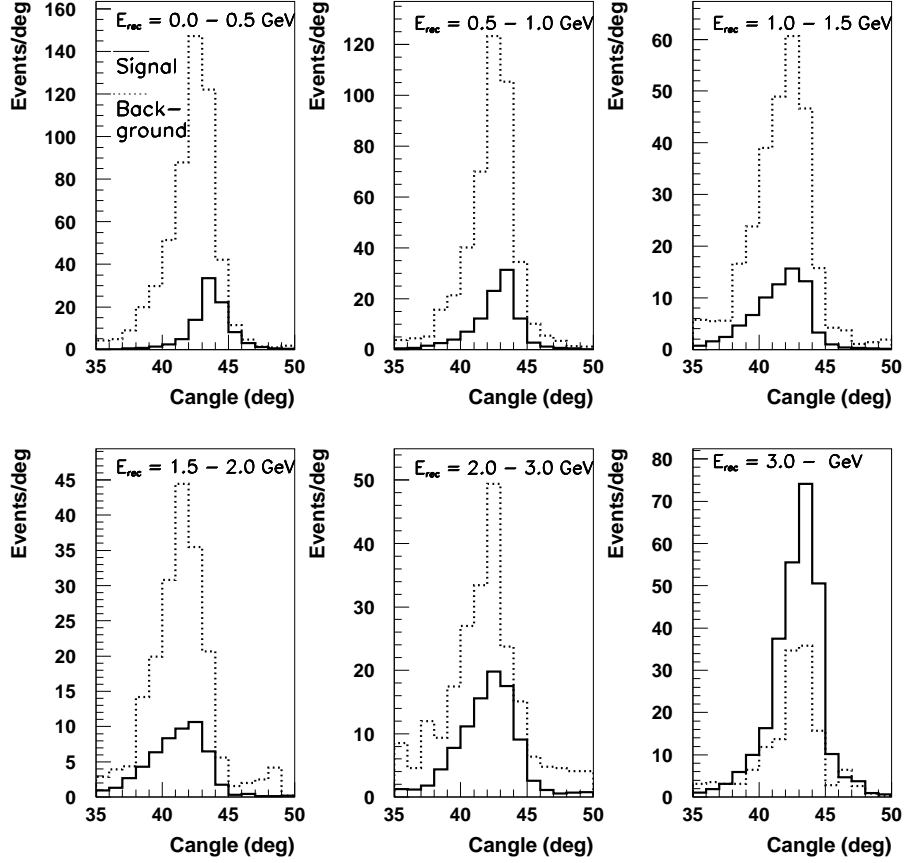 E_rec = 0.0 – 0.5 GeV
Signal
Back–
ground
Events/deg
160
140
120
100
80
60
40
20
0
35 40 45 50
Cangle (deg)
E_rec = 0.5 – 1.0 GeV
Events/deg
120
100
80
60
40
20
0
35 40 45 50
Cangle (deg)
E_rec = 1.0 – 1.5 GeV
Events/deg
60
50
40
30
20
10
0
35 40 45 50
Cangle (deg)
E_rec = 1.5 – 2.0 GeV
Events/deg
45
40
35
30
25
20
15
10
5
0
35 40 45 50
Cangle (deg)
E_rec = 2.0 – 3.0 GeV
Events/deg
50
40
30
20
10
0
35 40 45 50
Cangle (deg)
E_rec = 3.0 – GeV
Events/deg
80
70
60
50
40
30
20
10
0
35 40 45 50
Cangle (deg)